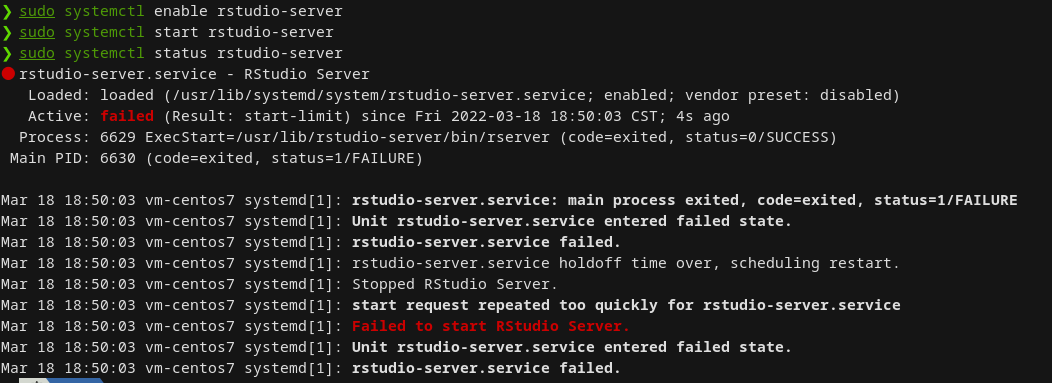 ❯ sudo systemctl enable rstudio-server
❯ sudo systemctl start rstudio-server
❯ sudo systemctl status rstudio-server
● rstudio-server.service - RStudio Server
   Loaded: loaded (/usr/lib/systemd/system/rstudio-server.service; enabled; vendor preset: disabled)
   Active: failed (Result: start-limit) since Fri 2022-03-18 18:50:03 CST; 4s ago
  Process: 6629 ExecStart=/usr/lib/rstudio-server/bin/rserver (code=exited, status=0/SUCCESS)
 Main PID: 6630 (code=exited, status=1/FAILURE)

Mar 18 18:50:03 vm-centos7 systemd[1]: rstudio-server.service: main process exited, code=exited, status=1/FAILURE
Mar 18 18:50:03 vm-centos7 systemd[1]: Unit rstudio-server.service entered failed state.
Mar 18 18:50:03 vm-centos7 systemd[1]: rstudio-server.service failed.
Mar 18 18:50:03 vm-centos7 systemd[1]: rstudio-server.service holdoff time over, scheduling restart.
Mar 18 18:50:03 vm-centos7 systemd[1]: Stopped RStudio Server.
Mar 18 18:50:03 vm-centos7 systemd[1]: start request repeated too quickly for rstudio-server.service
Mar 18 18:50:03 vm-centos7 systemd[1]: Failed to start RStudio Server.
Mar 18 18:50:03 vm-centos7 systemd[1]: Unit rstudio-server.service entered failed state.
Mar 18 18:50:03 vm-centos7 systemd[1]: rstudio-server.service failed.